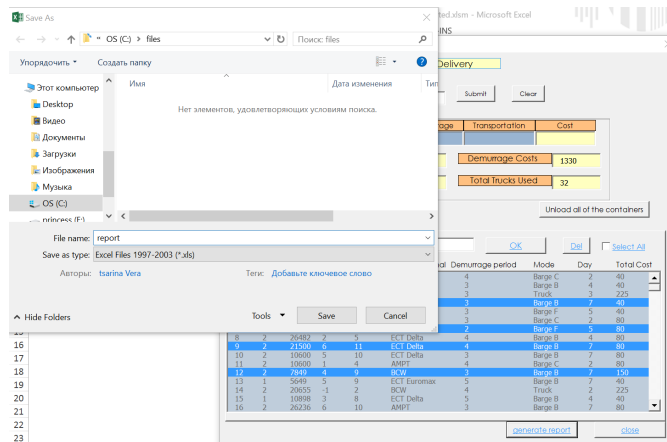 Save As
ted.xlsm - Microsoft Excel
-INS
« OS (C:) › files
Поиск: files
Упорядочить
Создать папку
Delivery
Этот компьютер
Имя
Дата изменения
Тип
Desktop
Submit
Clear
Видео
Нет элементов, удовлетворяющих условиям поиска.
Документы
age Transportation Cost
Загрузки
Изображения
Demurrage Costs 1330
Музыка
Total Trucks Used 32
OS (C:)
princess (F:)
Unload all of the containers
File name: report
Save as type: Excel Files 1997-2003 (*.xls)
Авторы: tsarina Vera
Теги: Добавьте ключевое слово
OK
Del
Select All
al Demurrage period Mode Day Total Cost
4 Barge C 2 40
3 Barge B 4 40
3 Truck 3 225
3 Barge B 7 40
3 Barge F 5 40
3 Barge C 2 80
2 Barge F 5 80
Hide Folders
Tools
Save
Cancel
8 2 26482 2 5 ECT Delta 4 Barge B 4 80
9 2 21500 6 11 ECT Delta 4 Barge B 7 80
10 2 10600 5 10 ECT Delta 3 Barge B 7 80
11 2 10600 1 4 AMPT 4 Barge C 2 80
12 2 7849 4 9 BCW 3 Barge B 7 150
13 1 5649 5 9 ECT Euromax 5 Barge B 7 40
14 2 20655 -1 2 BCW 4 Truck 2 225
15 1 10898 3 8 ECT Delta 5 Barge B 4 40
16 2 26236 6 10 AMPT 3 Barge B 7 80
16
17
18
19
20
21
22
23
generate report
close